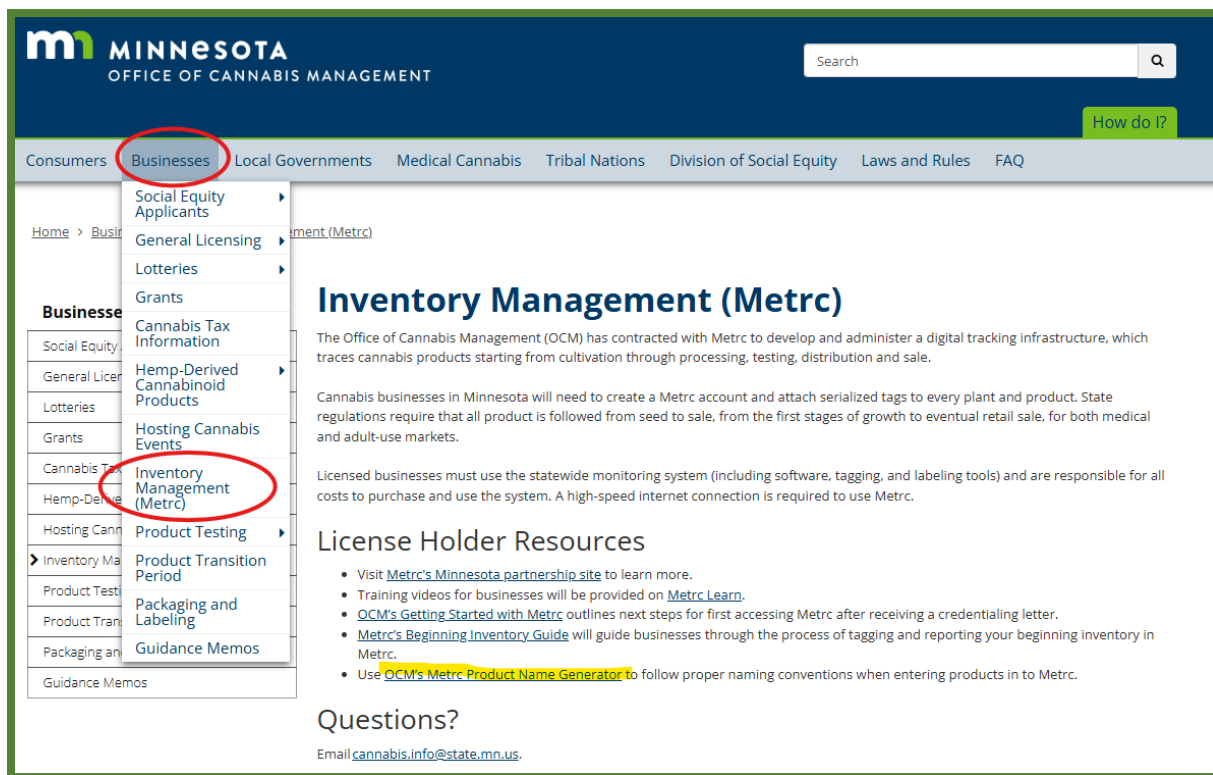 MINNESOTA
OFFICE OF CANNABIS MANAGEMENT
Search
How do I?
Consumers Businesses Local Governments Medical Cannabis Tribal Nations Division of Social Equity Laws and Rules FAQ
Social Equity
Applicants
General Licensing
Lotteries
Grants
Cannabis Tax
Information
Hemp-Derived
Cannabinoid
Products
Hosting Cannabis
Events
Inventory
Management
(Metrc)
Product Testing
Product Transition
Period
Packaging and
Labeling
Guidance Memos
Home > Busin
ment (Metrc)
Businesse
Social Equity
General Licen
Lotteries
Grants
Cannabis Tax
Hemp-Derive
Hosting Cann
Inventory Ma
Product Testi
Product Tran
Packaging an
Guidance Memos
Inventory Management (Metrc)
The Office of Cannabis Management (OCM) has contracted with Metrc to develop and administer a digital tracking infrastructure, which
traces cannabis products starting from cultivation through processing, testing, distribution and sale.
Cannabis businesses in Minnesota will need to create a Metrc account and attach serialized tags to every plant and product. State
regulations require that all product is followed from seed to sale, from the first stages of growth to eventual retail sale, for both medical
and adult-use markets.
Licensed businesses must use the statewide monitoring system (including software, tagging, and labeling tools) and are responsible for all
costs to purchase and use the system. A high-speed internet connection is required to use Metrc.
License Holder Resources
• Visit Metrc's Minnesota partnership site to learn more.
• Training videos for businesses will be provided on Metrc Learn.
• OCM's Getting Started with Metrc outlines next steps for first accessing Metrc after receiving a credentialing letter.
• Metrc's Beginning Inventory Guide will guide businesses through the process of tagging and reporting your beginning inventory in
Metrc.
• Use OCM's Metrc Product Name Generator to follow proper naming conventions when entering products in to Metrc.
Questions?
Email cannabis.info@state.mn.us.